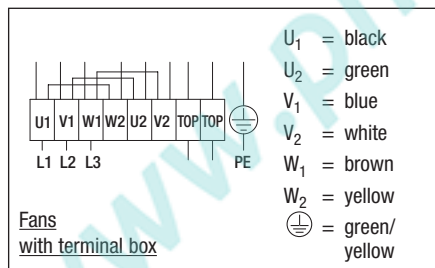 U1 V1 W1 W2 U2 V2 TOP TOP
L1 L2 L3 PE
Fans
with terminal box
U1 = black
U2 = green
V1 = blue
V2 = white
W1 = brown
W2 = yellow
= green/
yellow